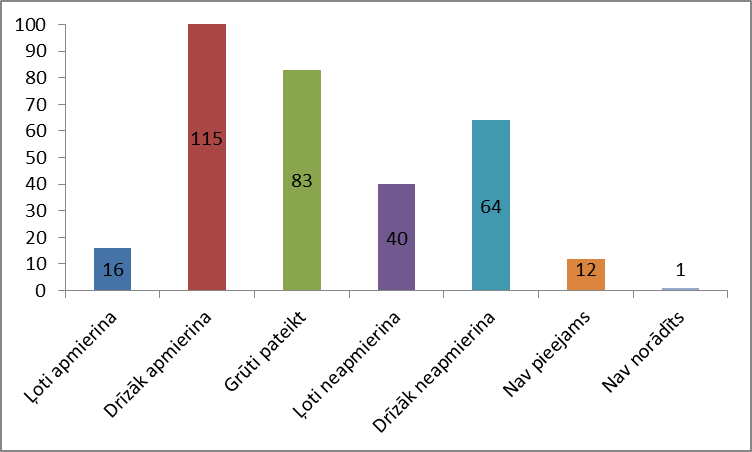 100
90
80
70
60
50
40
30
20
10
0
16
115
83
40
64
12
1
Ļoti apmierina
Drīzāk apmierina
Grūti pateikt
Ļoti neapmierina
Drīzāk neapmierina
Nav pieejams
Nav norādīts